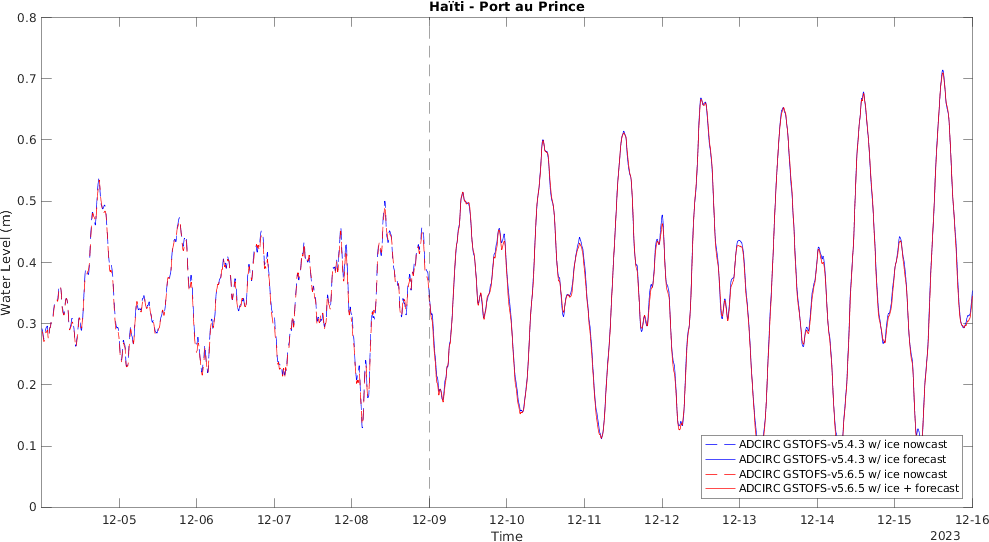 Haïti - Port au Prince
Water Level (m)
0.8
0.7
0.6
0.5
0.4
0.3
0.2
0.1
0
ADCIRC GSTOFS-v5.4.3 w/ ice nowcast
ADCIRC GSTOFS-v5.4.3 w/ ice forecast
ADCIRC GSTOFS-v5.6.5 w/ ice nowcast
ADCIRC GSTOFS-v5.6.5 w/ ice + forecast
12-05 12-06 12-07 12-08 12-09 12-10 12-11 12-12 12-13 12-14 12-15 12-16
Time
2023